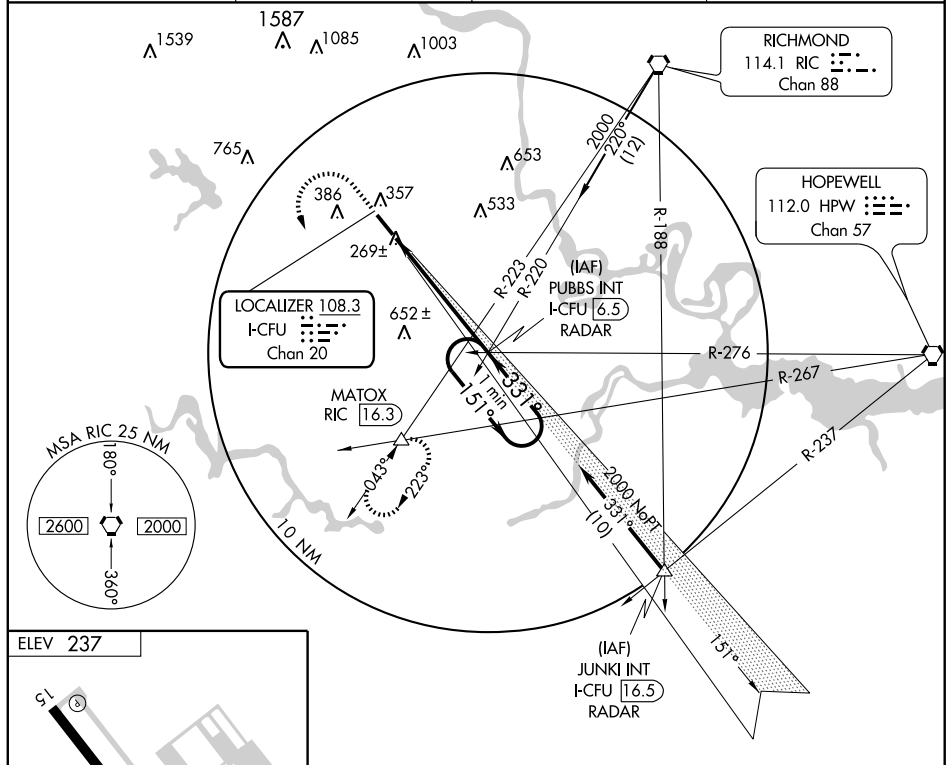 1539
1587
1085
1003
RICHMOND
114.1 RIC
Chan 88
2000
220°
(12)
765
653
386
357
533
269±
HOPEWELL
112.0 HPW
Chan 57
R-188
R-223
R-220
(IAF)
PUBBS INT
I-CFU 6.5
RADAR
LOCALIZER 108.3
I-CFU
Chan 20
652 ±
R-276
R-267
R-237
MATOX
RIC 16.3
1 min
331°
151°
043°
223°
MSA RIC 25 NM
180°
2600
2000
360°
10 NM
2000 NoPT
331°
(10)
151°
(IAF)
JUNKI INT
I-CFU 16.5
RADAR
ELEV 237
15
P